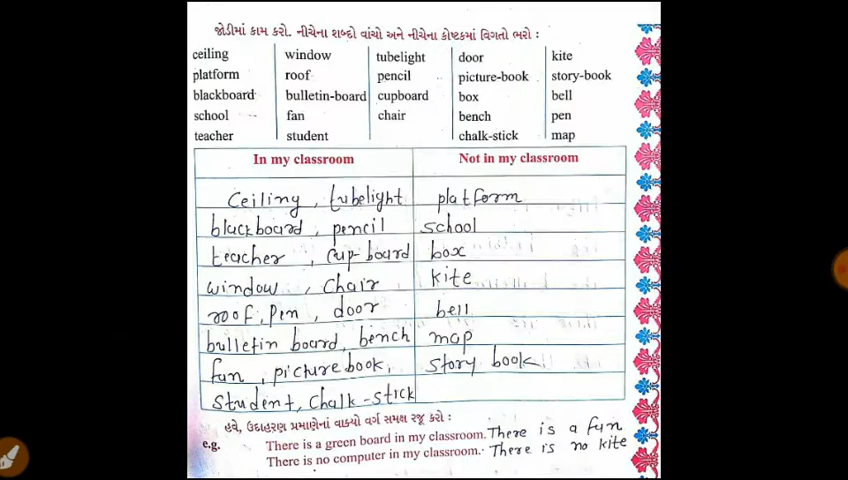 જોડીમાં કામ કરો. નીચેના શબ્દો વાંચો અને નીચેના કોષ્ટકમાં વિગતો ભરો :
ceiling window tubelight door kite
platform roof pencil picture-book story-book
blackboard bulletin-board cupboard box bell
school fan chair bench pen
teacher student chalk-stick map
In my classroom Not in my classroom
Ceiling, tubelight platform
blackboard, pencil school
teacher, cup-board box
window, chair kite
roof, pen, door bell
bulletin board, bench map
fun, picture book, story book
student, chalk-stick
હવે, ઉદાહરણ પ્રમાણેનાં વાક્યો વર્ગ સમક્ષ રજૂ કરો :
e.g. There is a green board in my classroom. There is a fun
There is no computer in my classroom. There is no kite